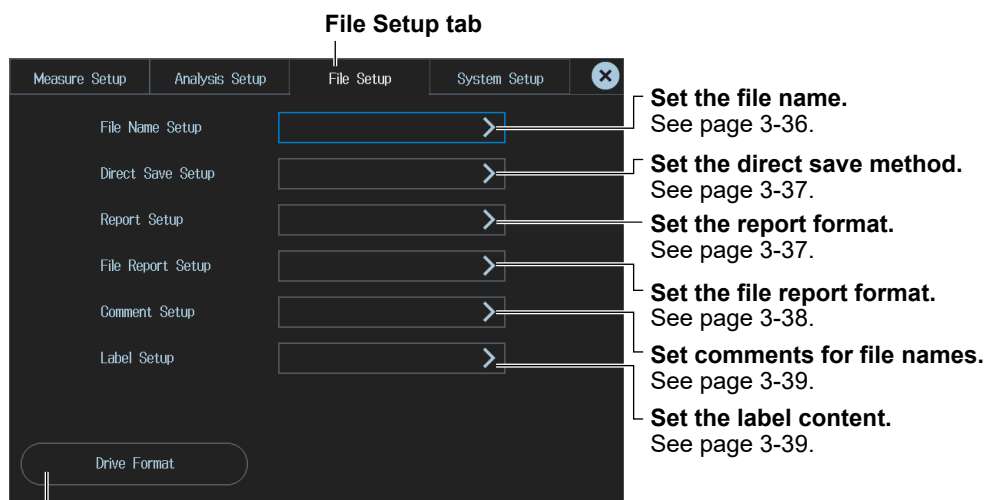 File Setup tab
Measure Setup
Analysis Setup
File Setup
System Setup
File Name Setup
Direct Save Setup
Report Setup
File Report Setup
Comment Setup
Label Setup
Drive Format
Set the file name.
See page 3-36.
Set the direct save method.
See page 3-37.
Set the report format.
See page 3-37.
Set the file report format.
See page 3-38.
Set comments for file names.
See page 3-39.
Set the label content.
See page 3-39.